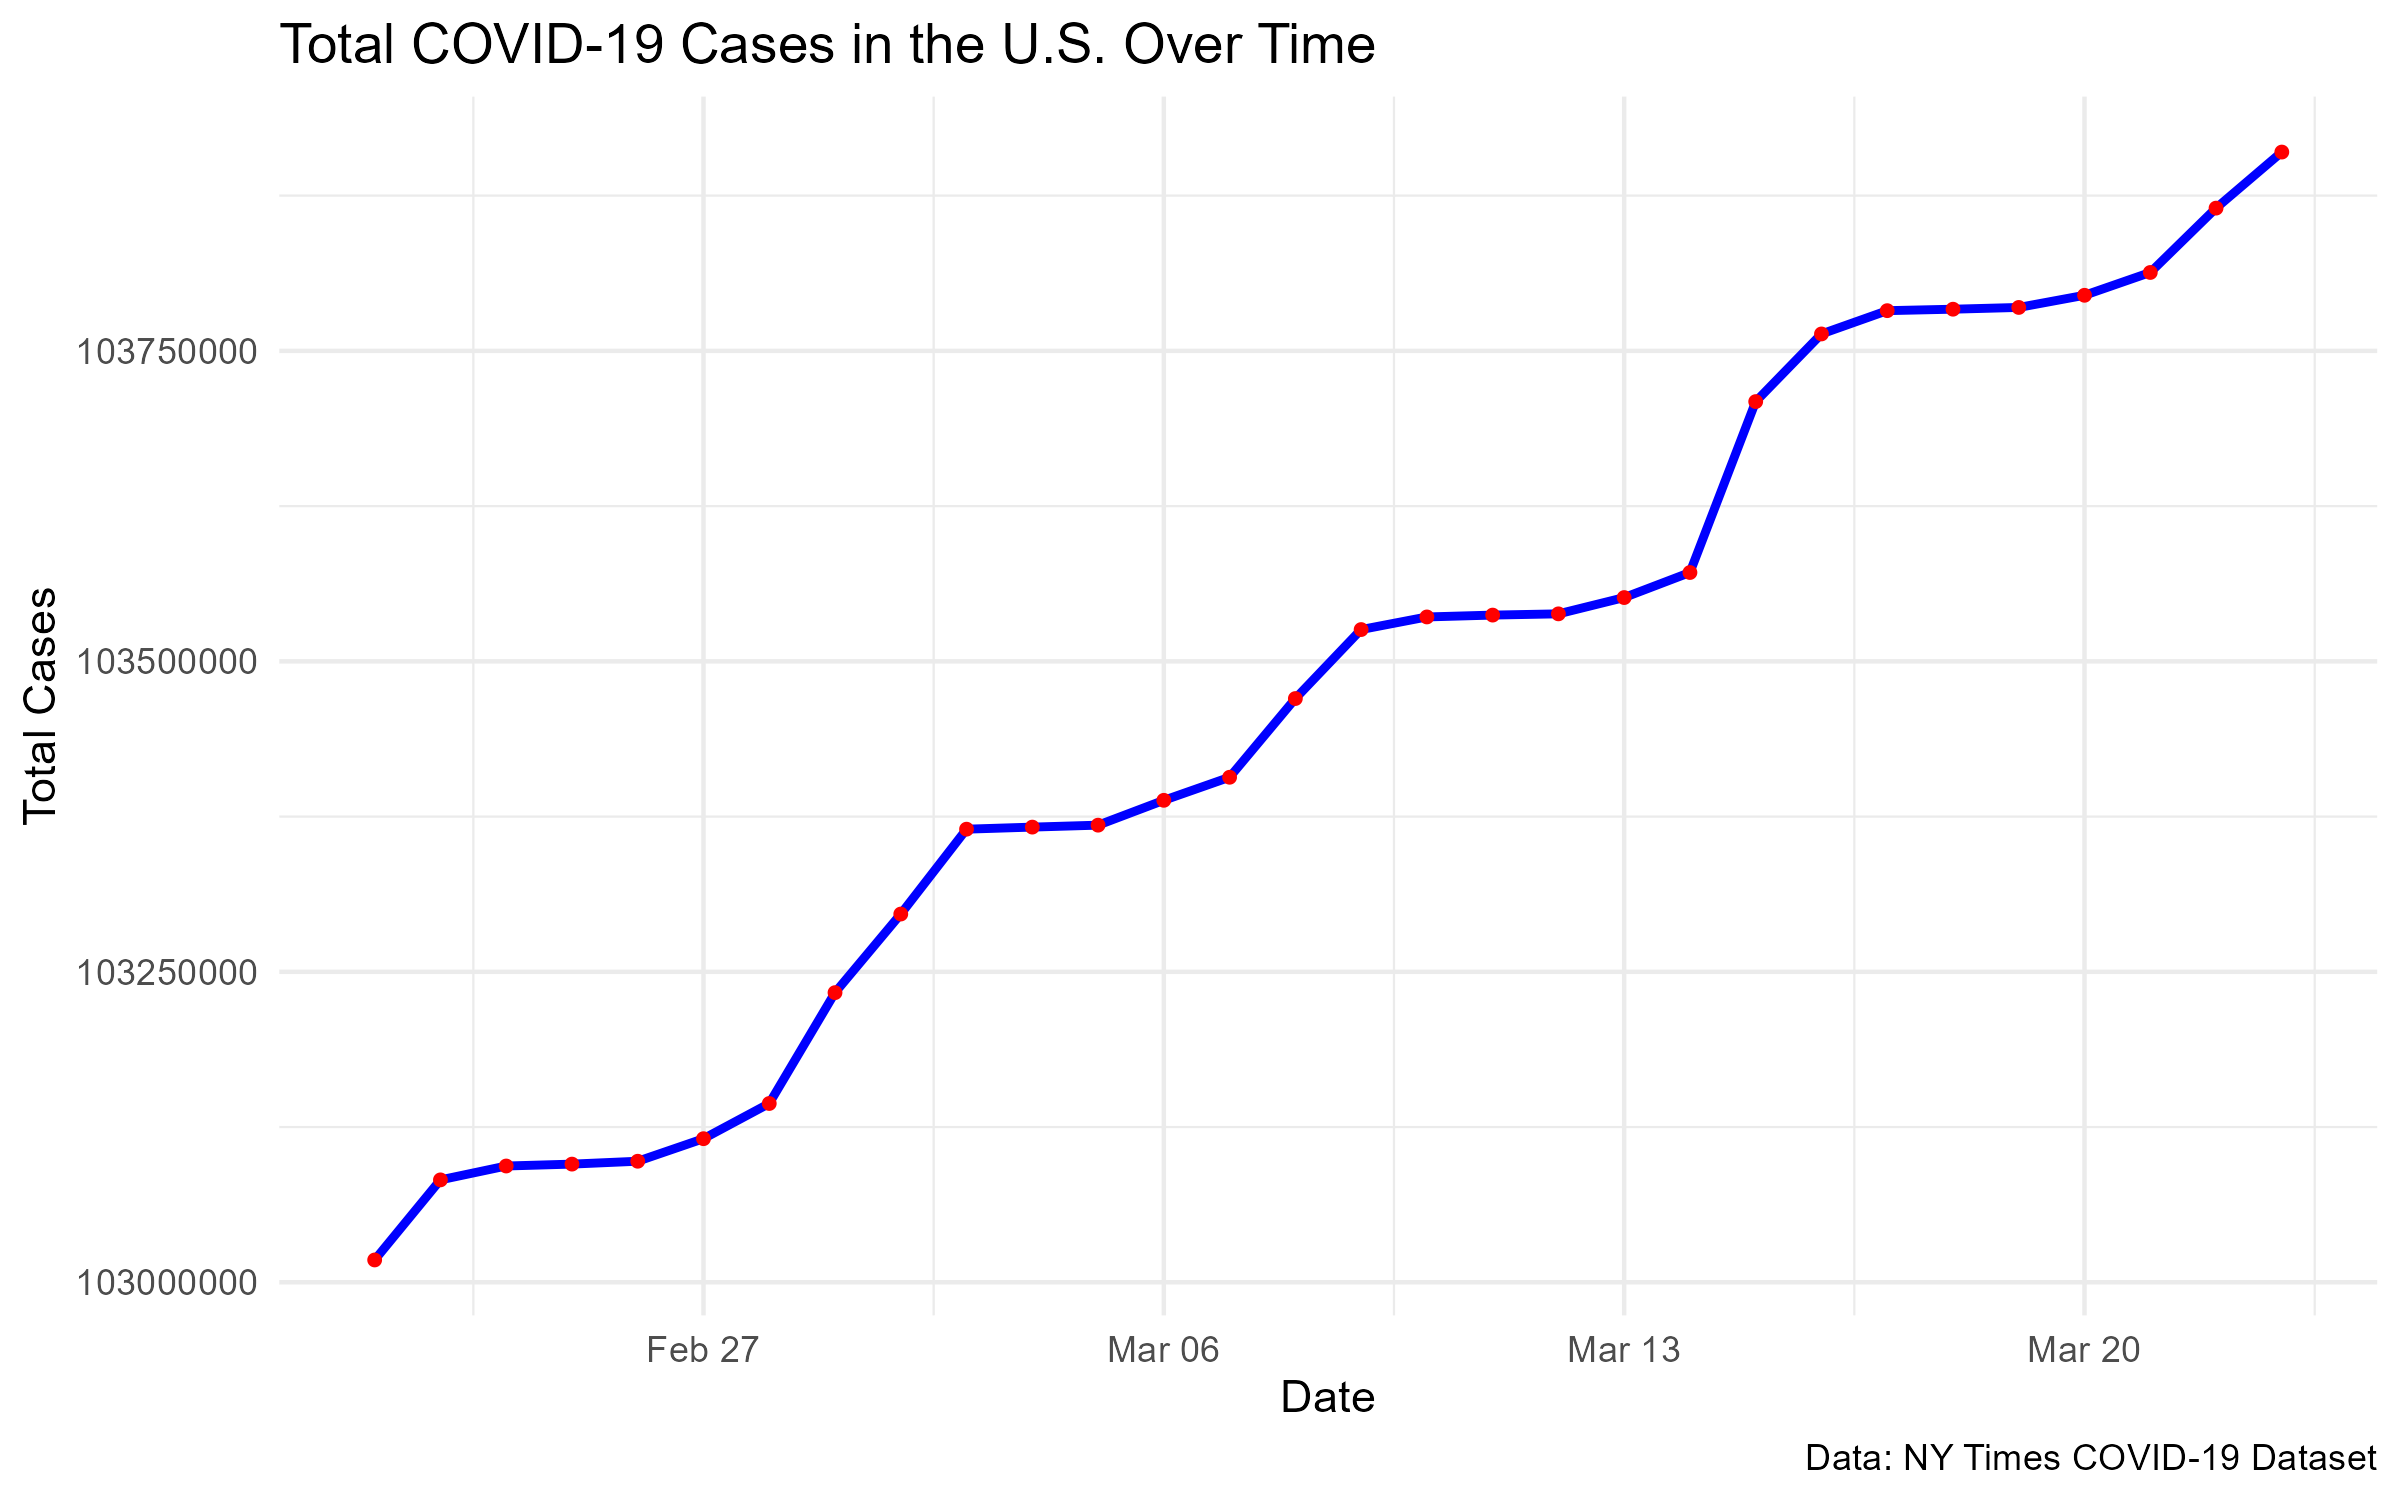 Total COVID-19 Cases in the U.S. Over Time
Total Cases
103750000
103500000
103250000
103000000
Feb 27
Mar 06
Mar 13
Mar 20
Date
Data: NY Times COVID-19 Dataset